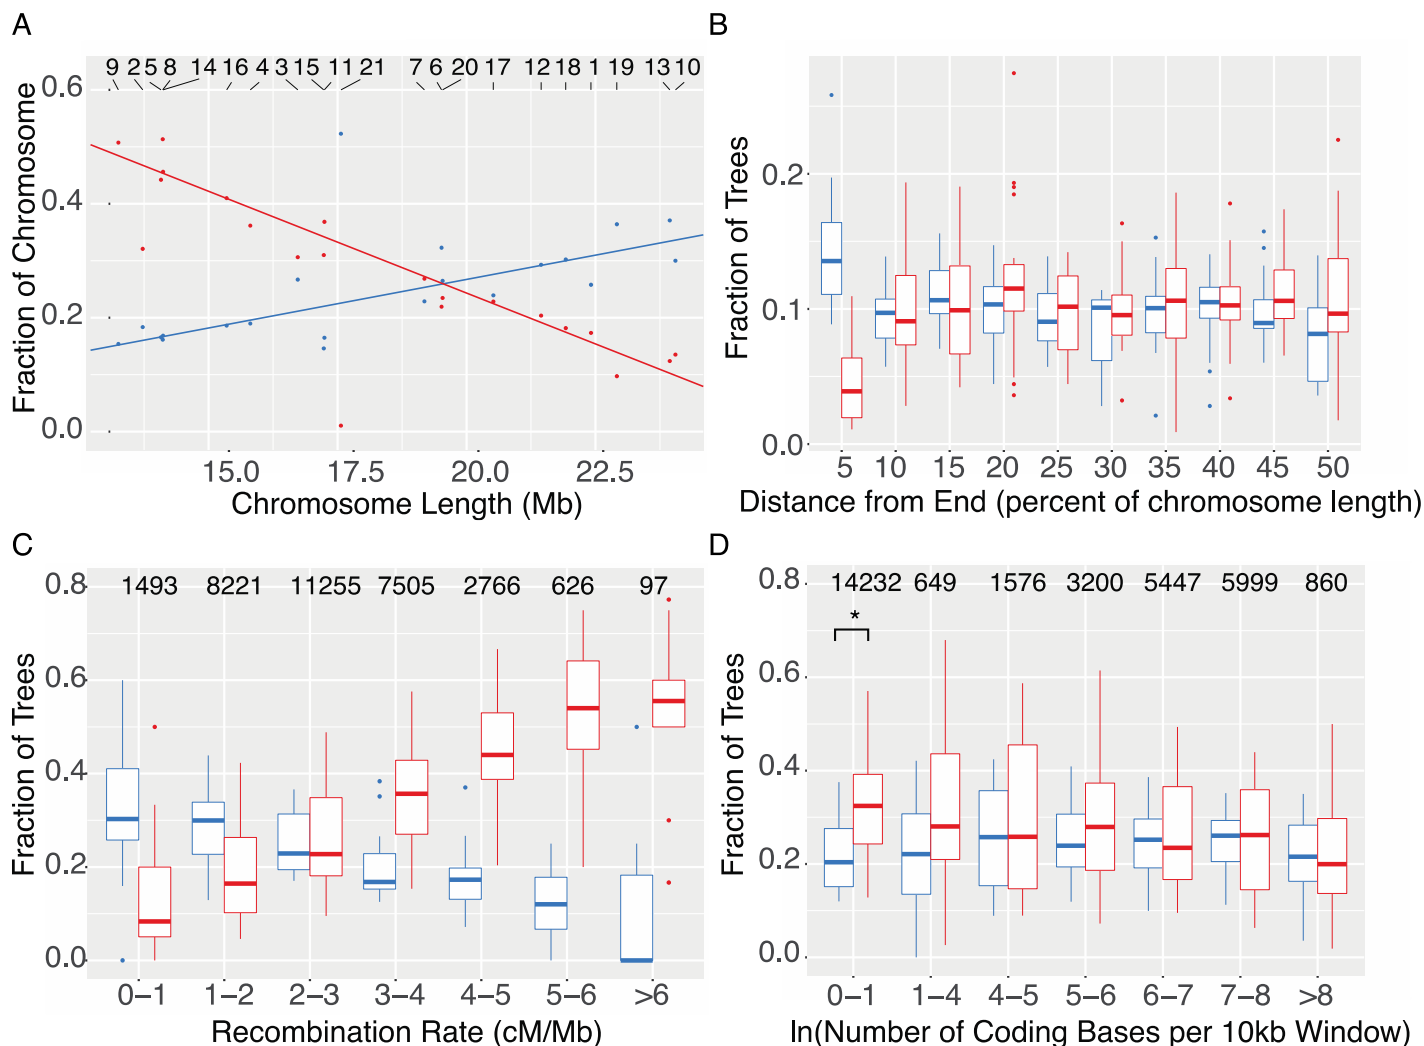 A
9 2 5 8 14 16 4 3 15 11 21 7 6 20 17 12 18 1 19 13 10
0.6
0.4
0.2
0.0
Fraction of Chromosome
15.0 17.5 20.0 22.5
Chromosome Length (Mb)
B
0.2
0.1
0.0
Fraction of Trees
5 10 15 20 25 30 35 40 45 50
Distance from End (percent of chromosome length)
C
1493 8221 11255 7505 2766 626 97
0.8
0.6
0.4
0.2
0.0
Fraction of Trees
0–1 1–2 2–3 3–4 4–5 5–6 >6
Recombination Rate (cM/Mb)
D
14232 649 1576 3200 5447 5999 860
*
0.8
0.6
0.4
0.2
0.0
Fraction of Trees
0–1 1–4 4–5 5–6 6–7 7–8 >8
ln(Number of Coding Bases per 10kb Window)